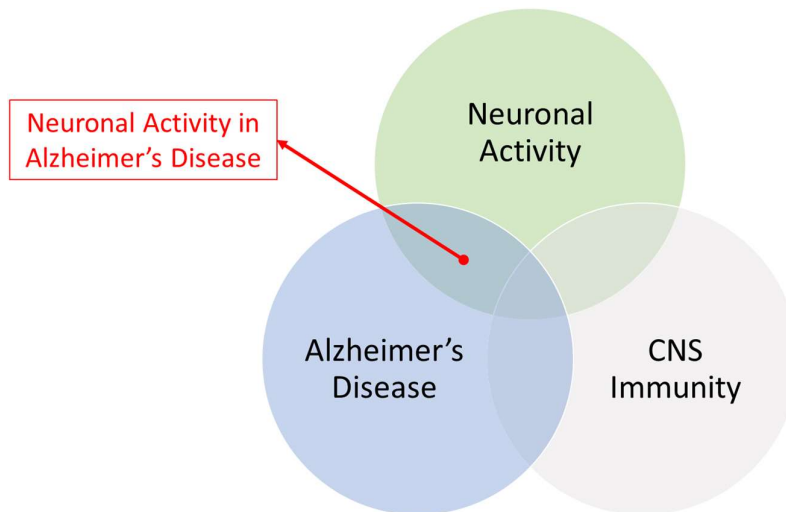 Neuronal Activity in
Alzheimer’s Disease
Neuronal
Activity
Alzheimer’s
Disease
CNS
Immunity